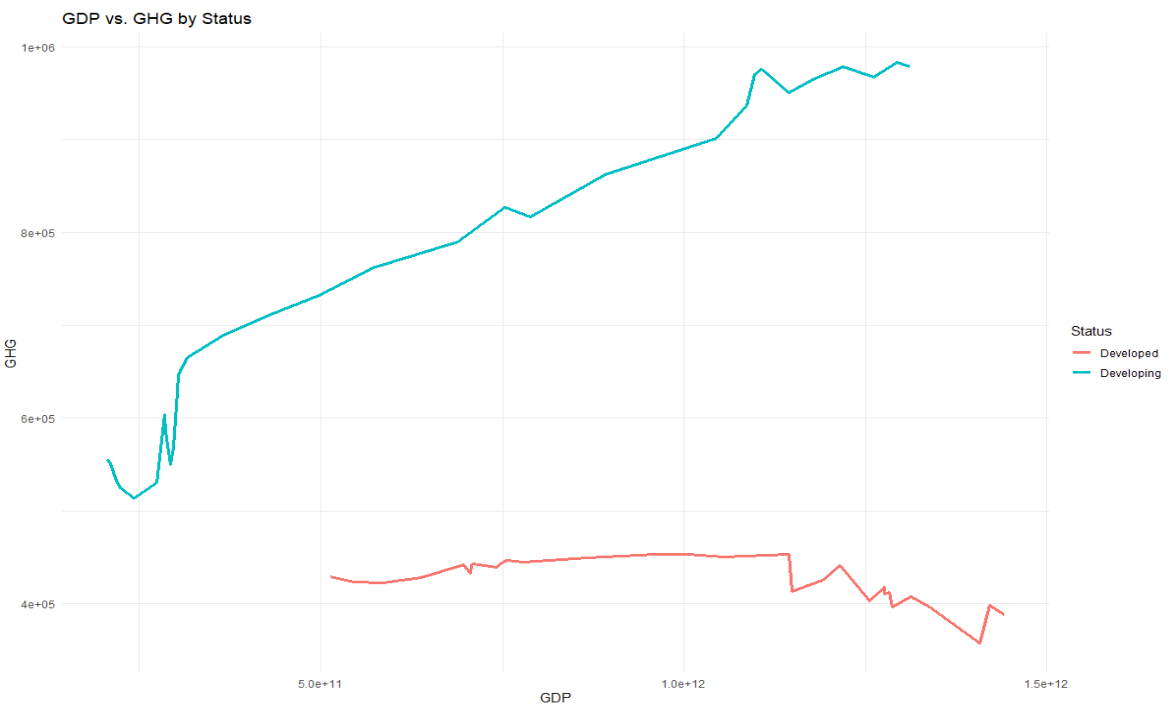 GDP vs. GHG by Status
1e+06
8e+05
6e+05
4e+05
GHG
5.0e+11
1.0e+12
1.5e+12
GDP
Status
Developed
Developing